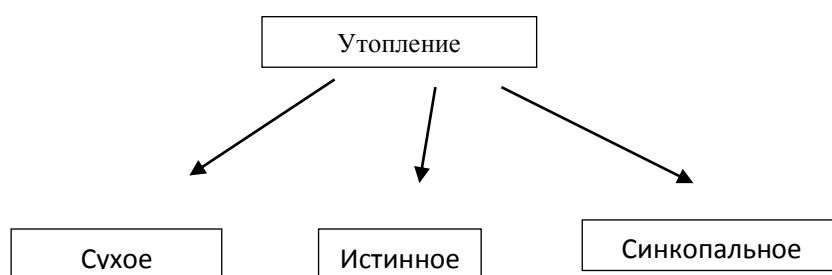 Утопление
Сухое
Истинное
Синкопальное